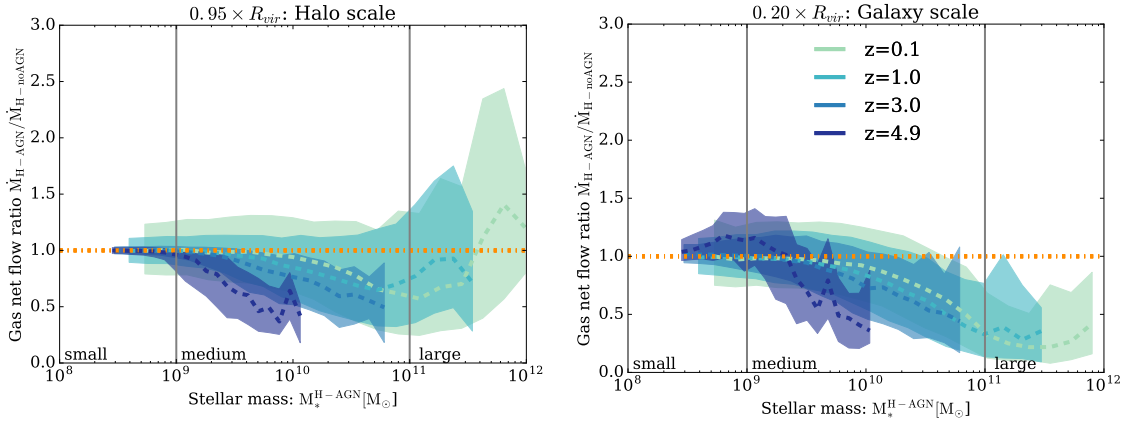 0.95 × R_vir: Halo scale
Gas net flow ratio Ṁ_H−AGN/Ṁ_H−noAGN
3.0
2.5
2.0
1.5
1.0
0.5
0.0
small
medium
large
10^8
10^9
10^10
10^11
10^12
Stellar mass: M_*^H−AGN[M_⊙]
0.20 × R_vir: Galaxy scale
Gas net flow ratio Ṁ_H−AGN/Ṁ_H−noAGN
3.0
2.5
2.0
1.5
1.0
0.5
0.0
z=0.1
z=1.0
z=3.0
z=4.9
small
medium
large
10^8
10^9
10^10
10^11
10^12
Stellar mass: M_*^H−AGN[M_⊙]